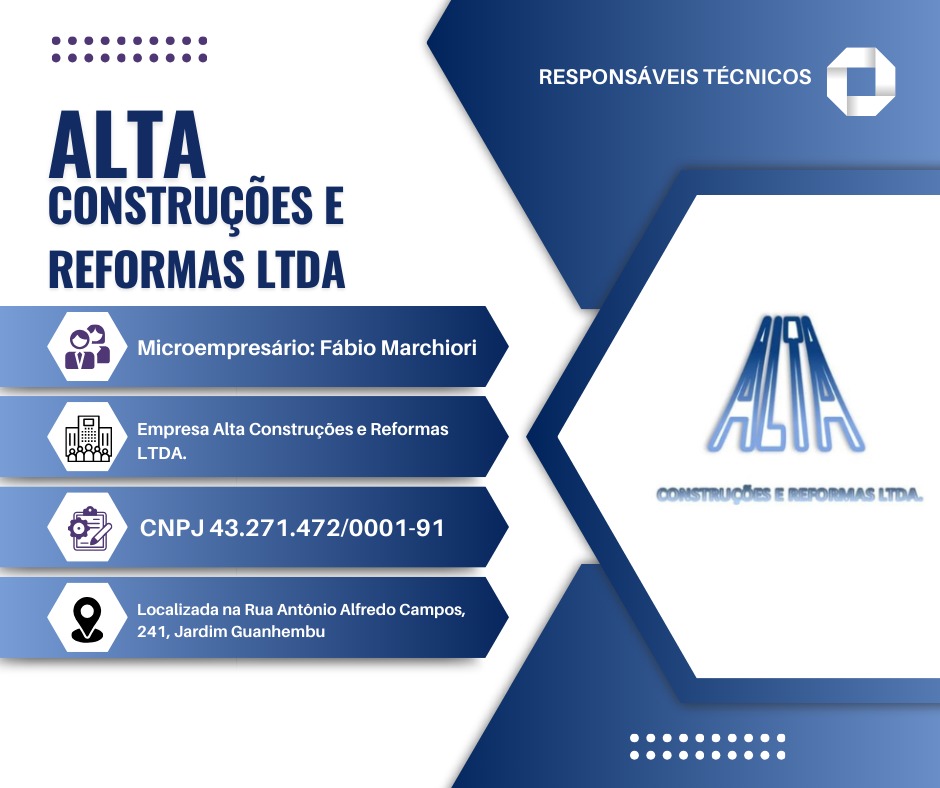 RESPONSÁVEIS TÉCNICOS
ALTA
CONSTRUÇÕES E
REFORMAS LTDA
Microempresário: Fábio Marchiori
Empresa Alta Construções e Reformas
LTDA.
CNPJ 43.271.472/0001-91
Localizada na Rua Antônio Alfredo Campos,
241, Jardim Guanhembu
ALTA
CONSTRUÇÕES E REFORMAS LTDA.